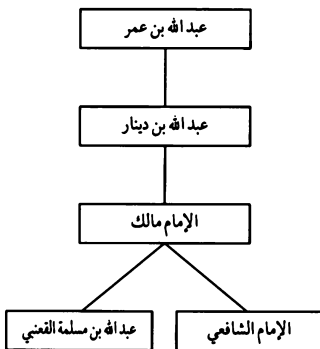 عبد الله بن عمر
عبد الله بن دينار
الإمام مالك
الإمام الشافعي
عبد الله بن مسلمة القعنبي